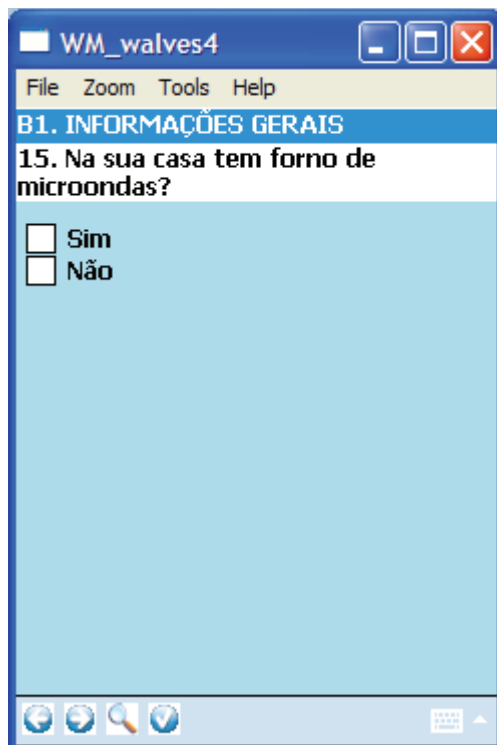 WM_walves4
File Zoom Tools Help
B1. INFORMAÇÕES GERAIS
15. Na sua casa tem forno de
microondas?
Sim
Não